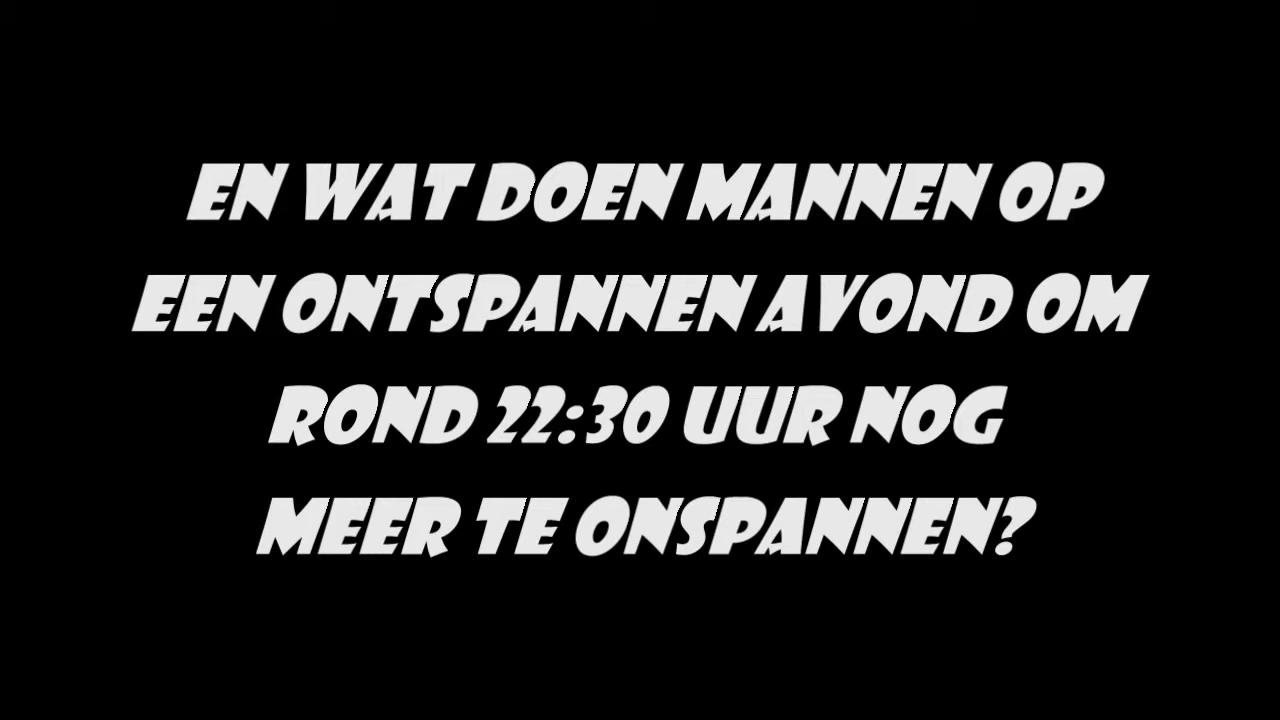 EN WAT DOEN MANNEN OP
EEN ONTSPANNEN AVOND OM
ROND 22:30 UUR NOG
MEER TE ONSPANNEN?